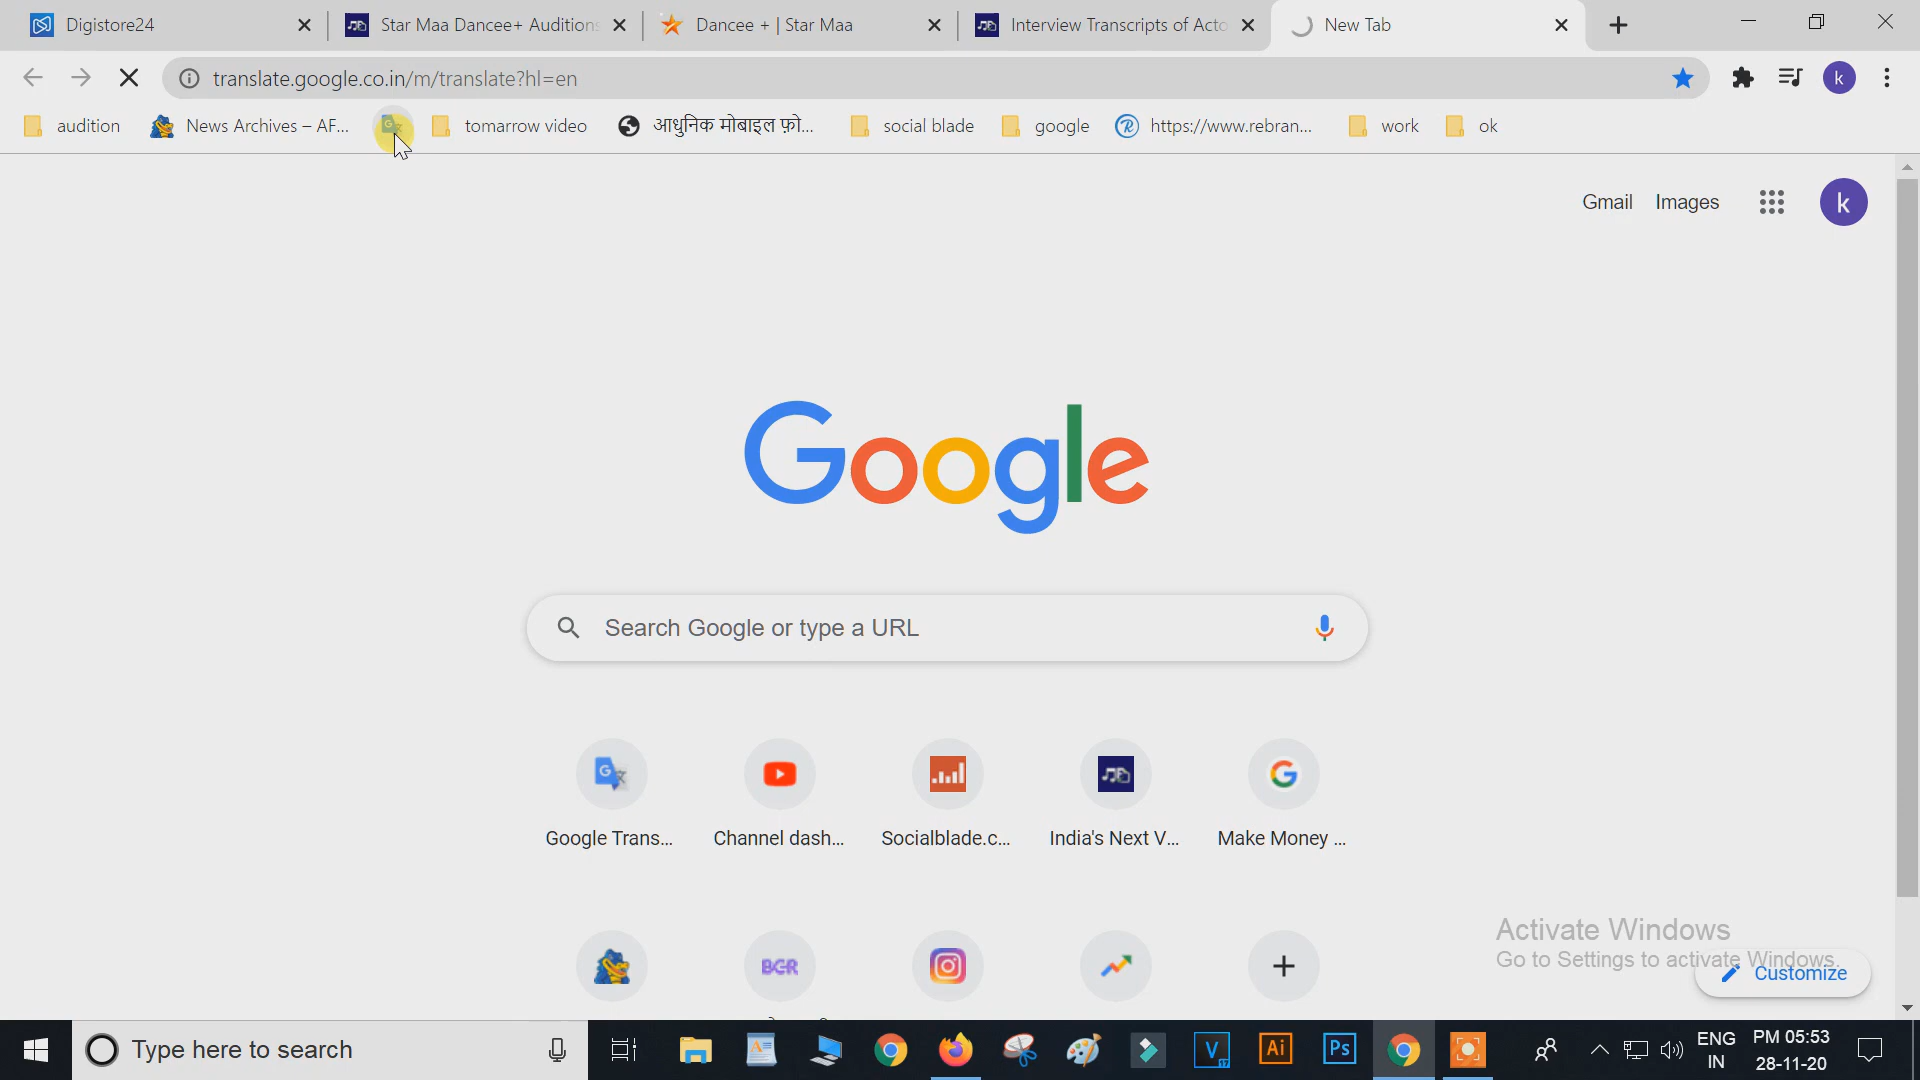 Digistore24
Star Maa Dancee+ Auditions
Dancee + | Star Maa
Interview Transcripts of Acto
New Tab
translate.google.co.in/m/translate?hl=en
k
audition
News Archives – AF...
tomarrow video
आधुनिक मोबाइल फ़ो...
social blade
google
https://www.rebran...
work
ok
Gmail
Images
k
Google
Search Google or type a URL
Google Trans...
Channel dash...
Socialblade.c...
India's Next V...
Make Money ...
BGR
Activate Windows
Go to Settings to activate Windows.
Customize
Type here to search
Ai
Ps
ENG
IN
PM 05:53
28-11-20